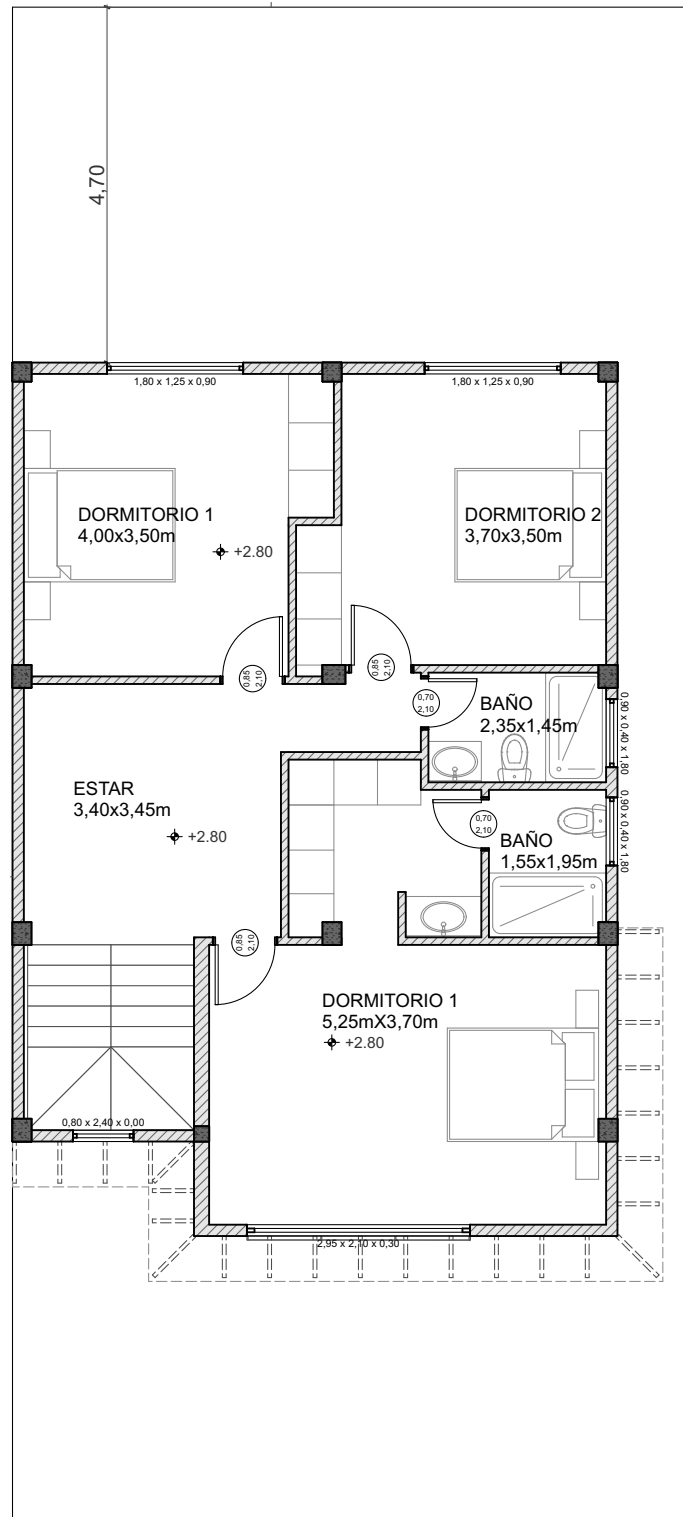 4,70
1,80 x 1,25 x 0,90
1,80 x 1,25 x 0,90
DORMITORIO 1
4,00x3,50m
+2.80
DORMITORIO 2
3,70x3,50m
0,85
2,10
0,85
2,10
0,70
2,10
BAÑO
2,35x1,45m
0,90 x 0,40 x 1,80
ESTAR
3,40x3,45m
+2.80
0,70
2,10
BAÑO
1,55x1,95m
0,90 x 0,40 x 1,80
0,85
2,10
DORMITORIO 1
5,25mX3,70m
+2.80
0,80 x 2,40 x 0,00
2,95 x 2,10 x 0,30